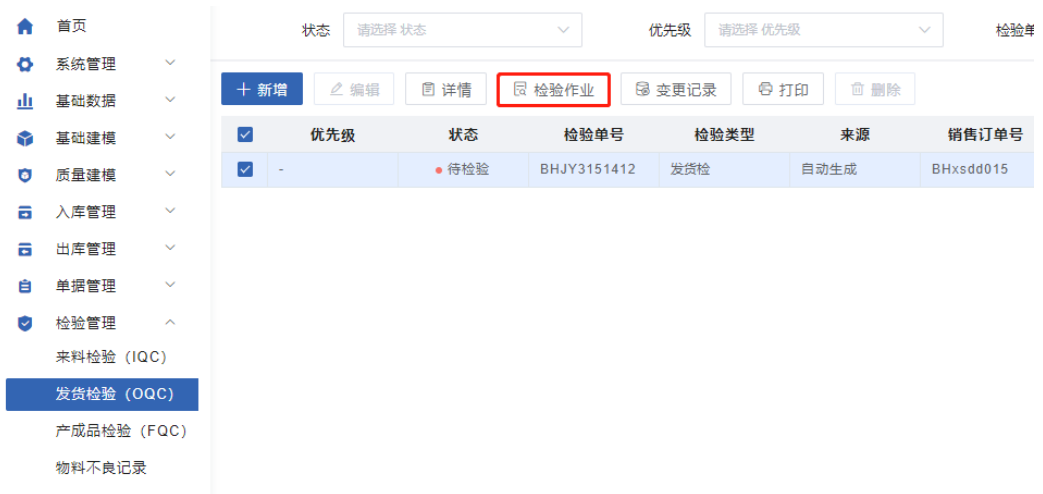 首页
系统管理
基础数据
基础建模
质量建模
入库管理
出库管理
单据管理
检验管理
来料检验（IQC）
发货检验（OQC）
产成品检验（FQC）
物料不良记录
状态 请选择 状态 优先级 请选择 优先级 检验单
新增 编辑 详情 检验作业 变更记录 打印 删除
优先级 状态 检验单号 检验类型 来源 销售订单号
- 待检验 BHJY3151412 发货检 自动生成 BHxsdd015